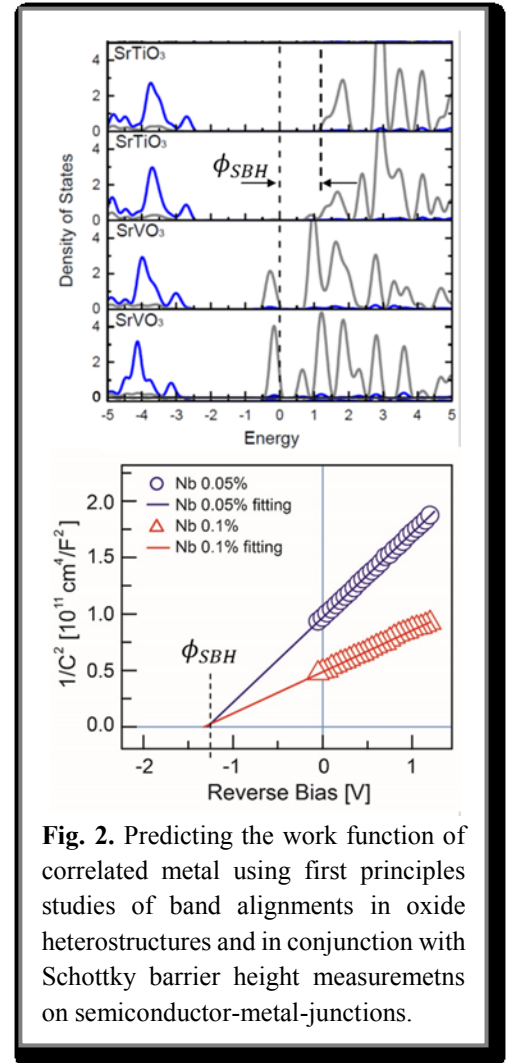 SrTiO₃
4
2
0
SrTiO₃
4
2
0
ϕSBH
SrVO₃
4
2
0
SrVO₃
4
2
0
Density of States
-5 -4 -3 -2 -1 0 1 2 3 4 5
Energy
Nb 0.05%
Nb 0.05% fitting
Nb 0.1%
Nb 0.1% fitting
2.0
1.5
1.0
0.5
0.0
1/C² [10¹¹ cm⁴/F²]
ϕSBH
-2 -1 0 1
Reverse Bias [V]
Fig. 2. Predicting the work function of
correlated metal using first principles
studies of band alignments in oxide
heterostructures and in conjunction with
Schottky barrier height measuremetns
on semiconductor-metal-junctions.